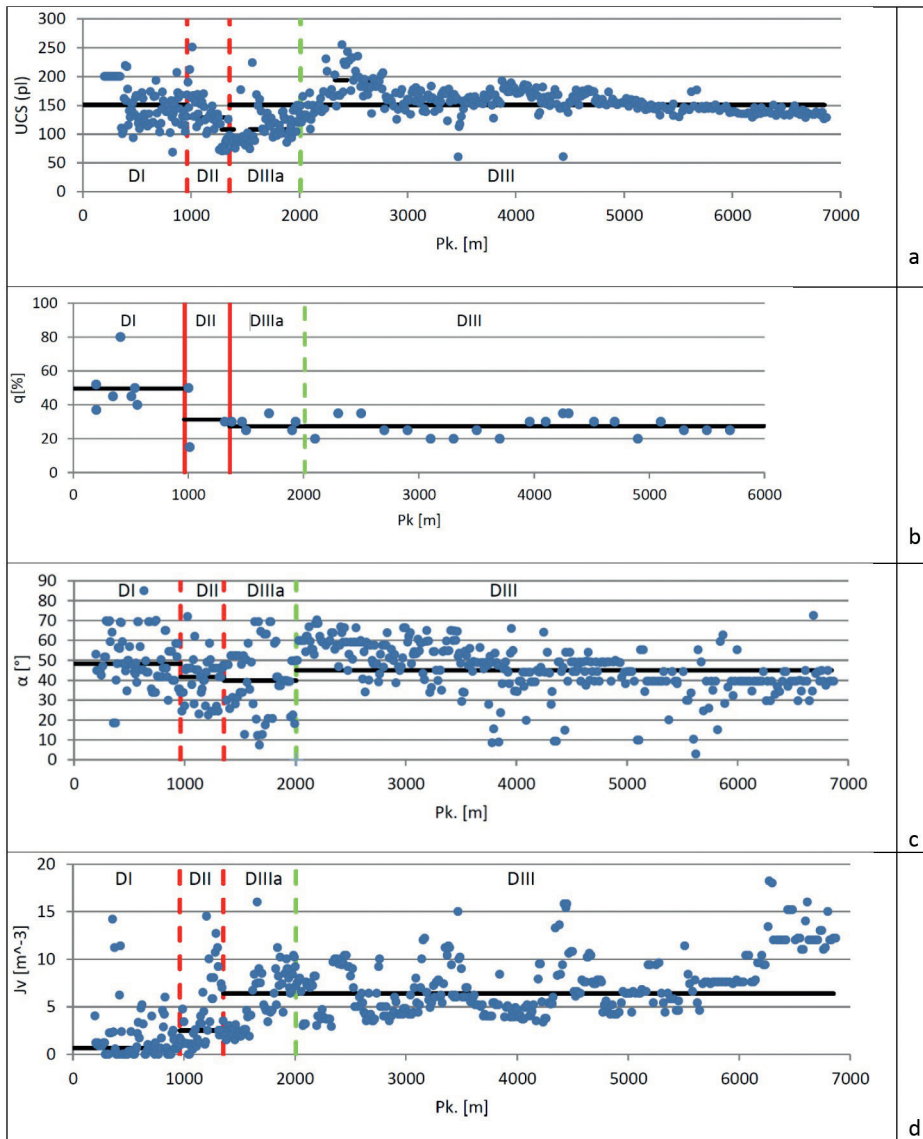 300
250
200
150
100
50
0
UCS (pl)
DI DII DIIIa DIII
0 1000 2000 3000 4000 5000 6000 7000
Pk. [m]
a
100
80
60
40
20
0
q[%]
DI DII DIIIa DIII
0 1000 2000 3000 4000 5000 6000
Pk [m]
b
90
80
70
60
50
40
30
20
10
0
α [°]
DI DII DIIIa DIII
0 1000 2000 3000 4000 5000 6000 7000
Pk. [m]
c
20
15
10
5
0
Jv [m^-3]
DI DII DIIIa DIII
0 1000 2000 3000 4000 5000 6000 7000
Pk. [m]
d